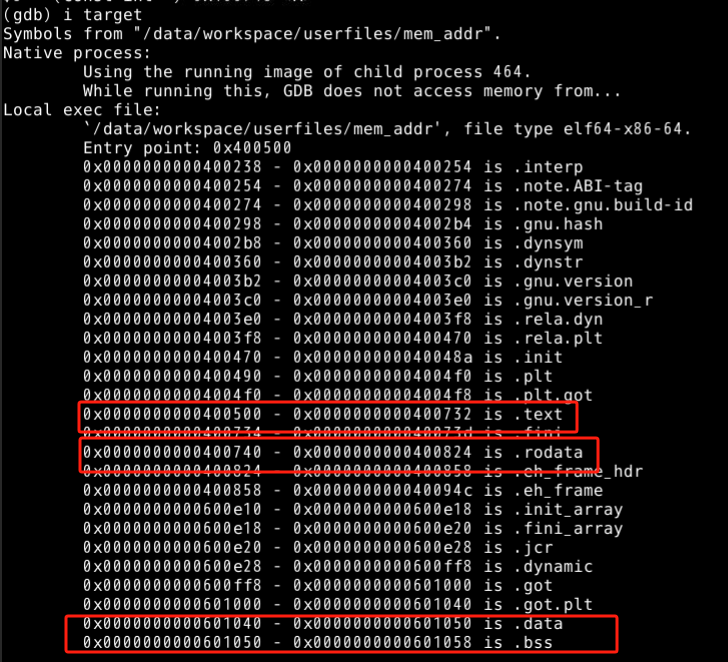 (gdb) i target
Symbols from "/data/workspace/userfiles/mem_addr".
Native process:
Using the running image of child process 464.
While running this, GDB does not access memory from...
Local exec file:
`/data/workspace/userfiles/mem_addr', file type elf64-x86-64.
Entry point: 0x400500
0x0000000000400238 - 0x0000000000400254 is .interp
0x0000000000400254 - 0x0000000000400274 is .note.ABI-tag
0x0000000000400274 - 0x0000000000400298 is .note.gnu.build-id
0x0000000000400298 - 0x00000000004002b4 is .gnu.hash
0x00000000004002b8 - 0x0000000000400360 is .dynsym
0x0000000000400360 - 0x00000000004003b2 is .dynstr
0x00000000004003b2 - 0x00000000004003c0 is .gnu.version
0x00000000004003c0 - 0x00000000004003e0 is .gnu.version_r
0x00000000004003e0 - 0x00000000004003f8 is .rela.dyn
0x00000000004003f8 - 0x0000000000400470 is .rela.plt
0x0000000000400470 - 0x000000000040048a is .init
0x0000000000400490 - 0x00000000004004f0 is .plt
0x00000000004004f0 - 0x00000000004004f8 is .plt.got
0x0000000000400500 - 0x0000000000400732 is .text
0x0000000000400734 - 0x000000000040073d is .fini
0x0000000000400740 - 0x0000000000400824 is .rodata
0x0000000000400824 - 0x0000000000400858 is .eh_frame_hdr
0x0000000000400858 - 0x000000000040094c is .eh_frame
0x0000000000600e10 - 0x0000000000600e18 is .init_array
0x0000000000600e18 - 0x0000000000600e20 is .fini_array
0x0000000000600e20 - 0x0000000000600e28 is .jcr
0x0000000000600e28 - 0x0000000000600ff8 is .dynamic
0x0000000000600ff8 - 0x0000000000601000 is .got
0x0000000000601000 - 0x0000000000601040 is .got.plt
0x0000000000601040 - 0x0000000000601050 is .data
0x0000000000601050 - 0x0000000000601058 is .bss